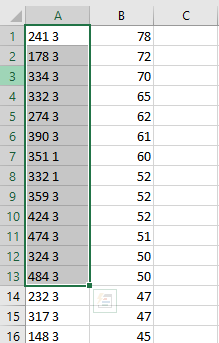 A B C
1 241 3 78
2 178 3 72
3 334 3 70
4 332 3 65
5 274 3 62
6 390 3 61
7 351 1 60
8 332 1 52
9 359 3 52
10 424 3 52
11 474 3 51
12 324 3 50
13 484 3 50
14 232 3 47
15 317 3 47
16 148 3 45